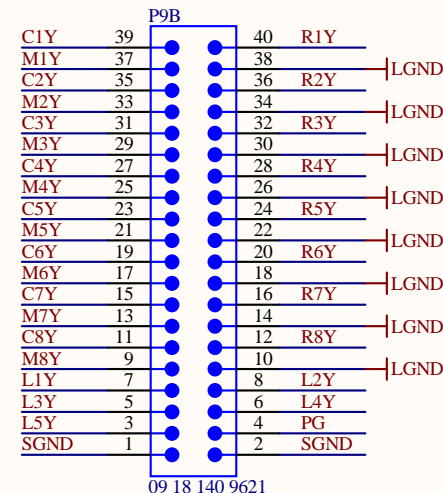 P9B
C1Y 39 40 R1Y
M1Y 37 38 LGND
C2Y 35 36 R2Y
M2Y 33 34 LGND
C3Y 31 32 R3Y
M3Y 29 30 LGND
C4Y 27 28 R4Y
M4Y 25 26 LGND
C5Y 23 24 R5Y
M5Y 21 22 LGND
C6Y 19 20 R6Y
M6Y 17 18 LGND
C7Y 15 16 R7Y
M7Y 13 14 LGND
C8Y 11 12 R8Y
M8Y 9 10 LGND
L1Y 7 8 L2Y
L3Y 5 6 L4Y
L5Y 3 4 PG
SGND 1 2 SGND
09 18 140 9621